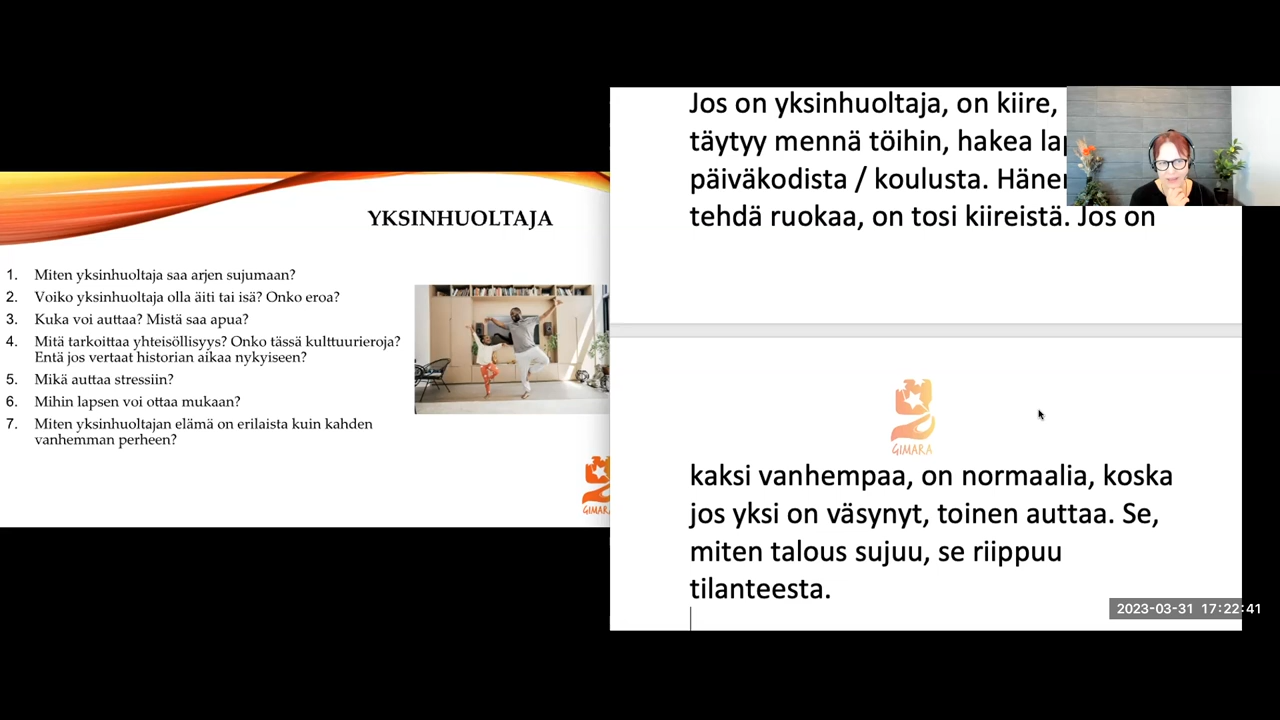 YKSINHUOLTAJA
1. Miten yksinhuoltaja saa arjen sujumaan?
2. Voiko yksinhuoltaja olla äiti tai isä? Onko eroa?
3. Kuka voi auttaa? Mistä saa apua?
4. Mitä tarkoittaa yhteisöllisyys? Onko tässä kulttuurieroja?
Entä jos vertaat historian aikaa nykyiseen?
5. Mikä auttaa stressiin?
6. Mihin lapsen voi ottaa mukaan?
7. Miten yksinhuoltajan elämä on erilaista kuin kahden
vanhemman perheen?
Jos on yksinhuoltaja, on kiire,
täytyy mennä töihin, hakea
päiväkodista / koulusta.
tehdä ruokaa, on tosi kiireistä. Jos on
GIMARA
kaksi vanhempaa, on normaalia, koska
jos yksi on väsynyt, toinen auttaa. Se,
miten talous sujuu, se riippuu
tilanteesta.
2023-03-31 17:22:41